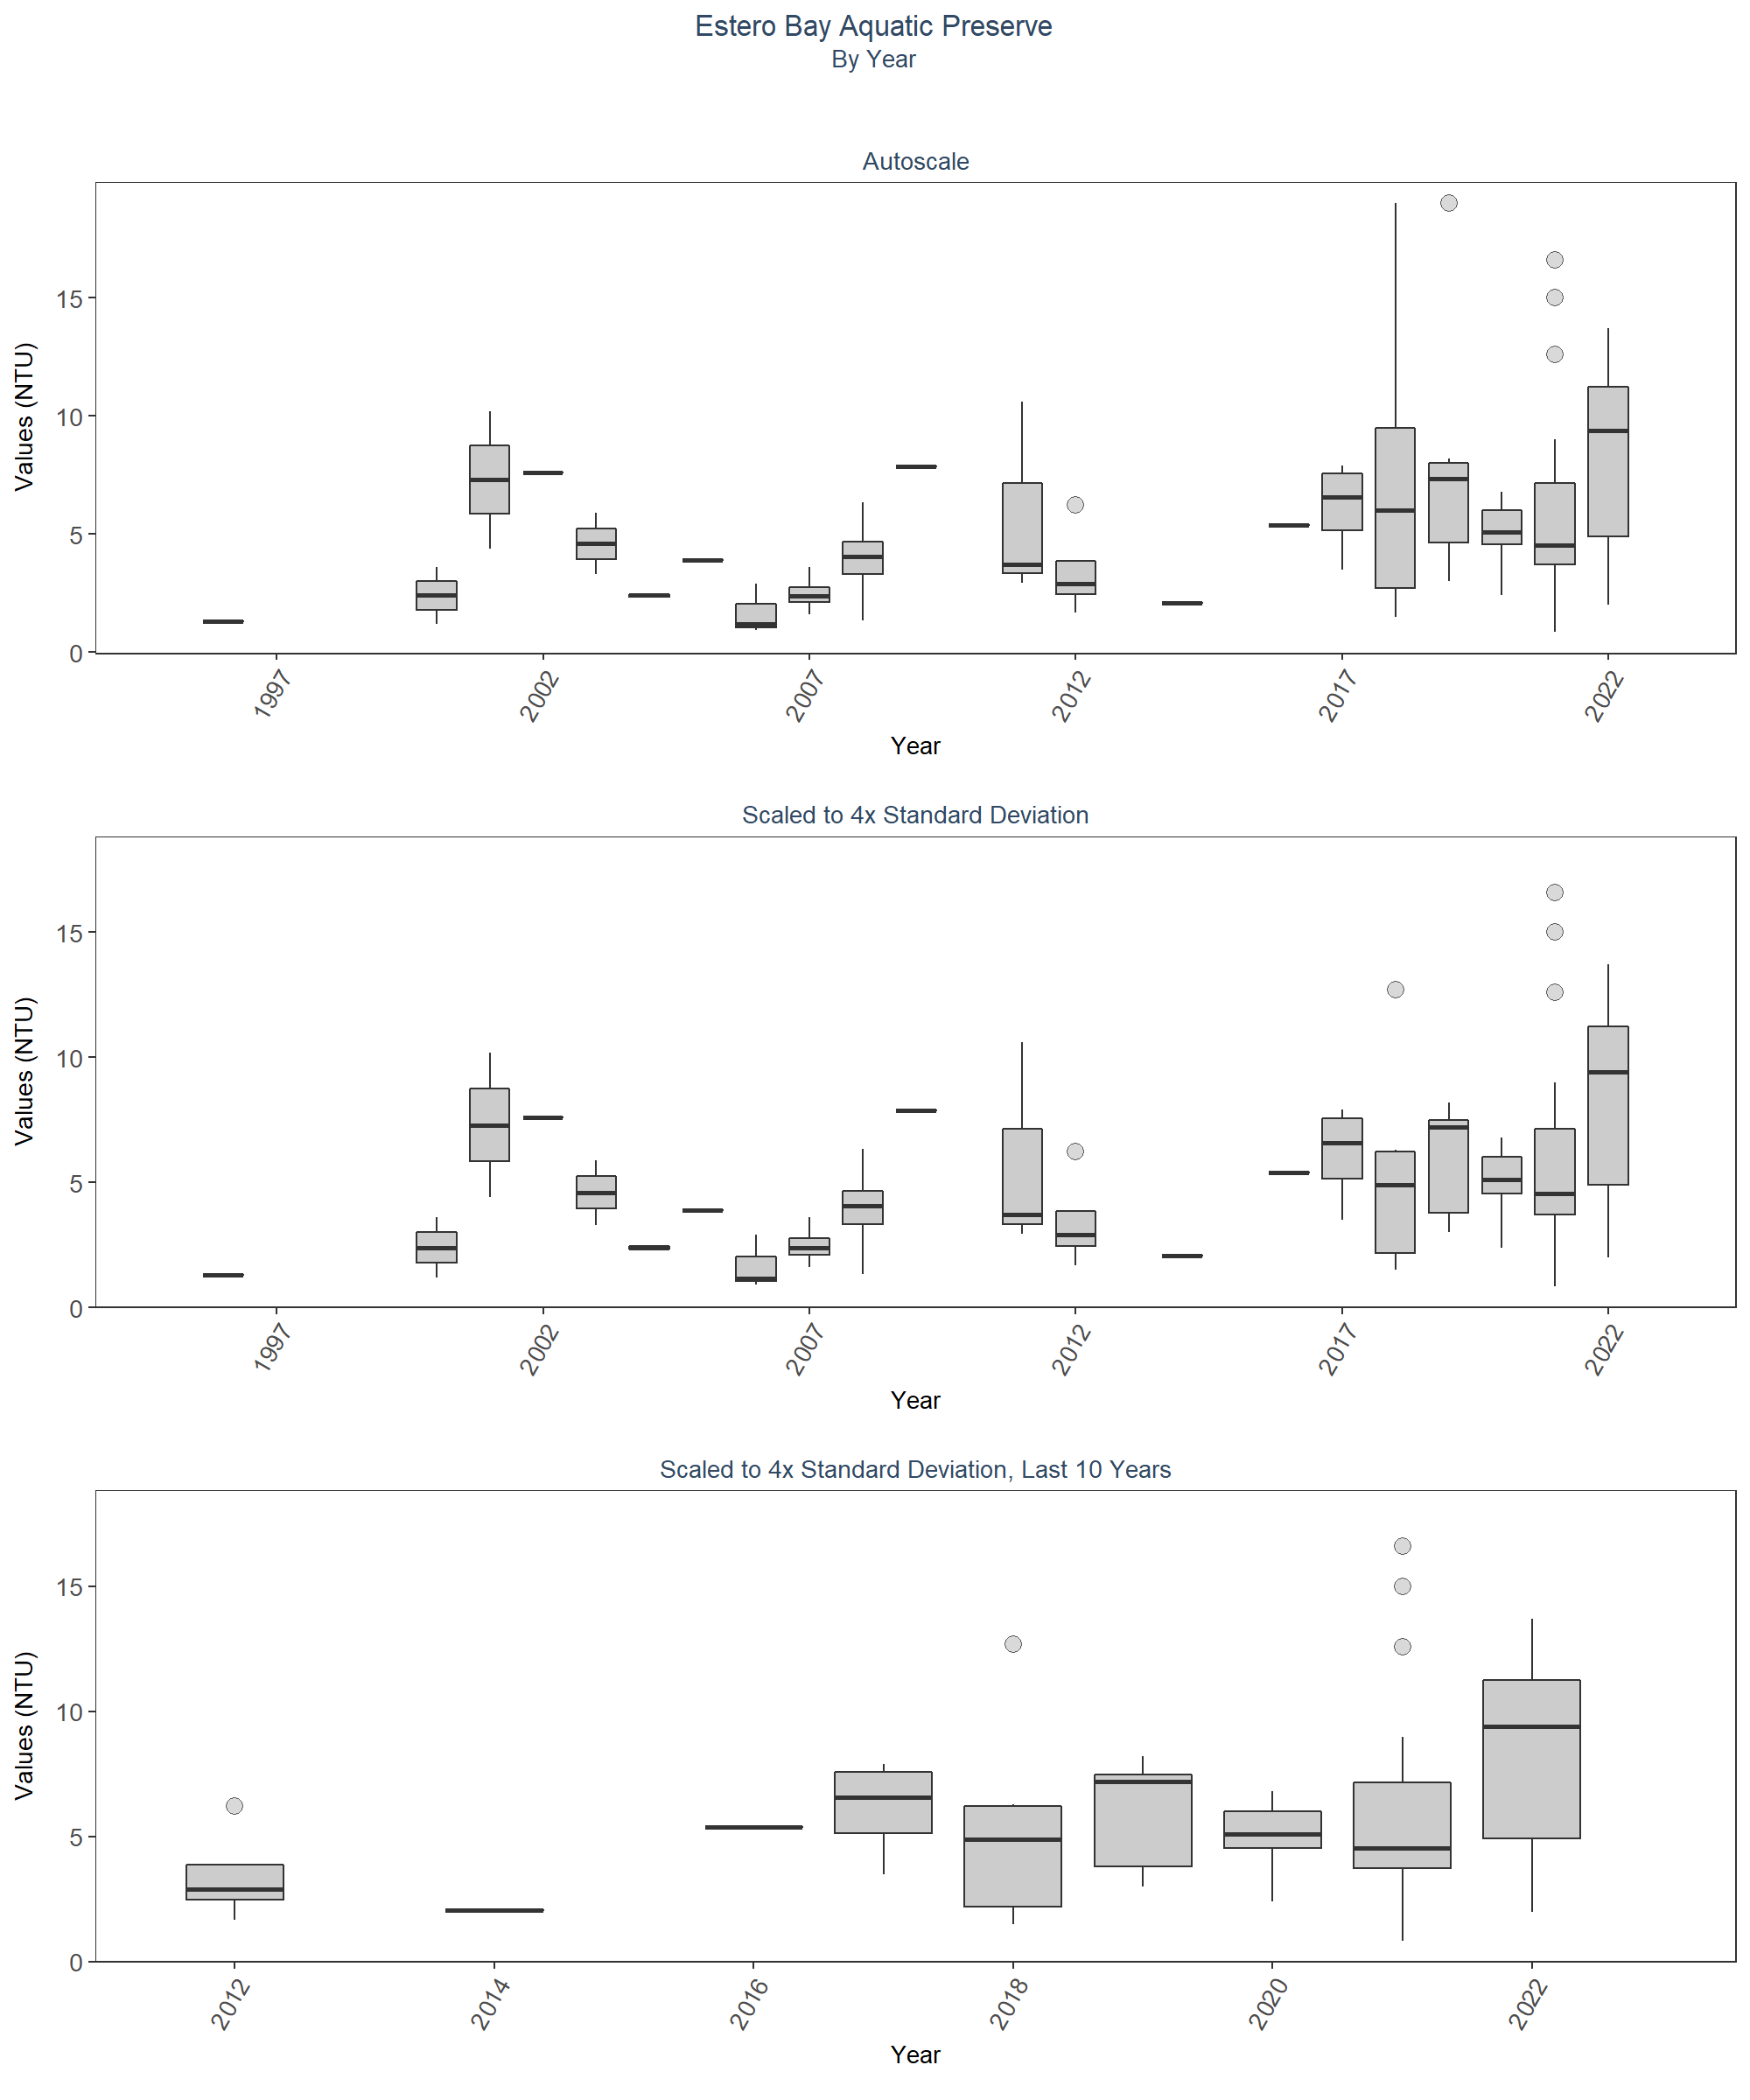 Estero Bay Aquatic Preserve
By Year
Autoscale
Values (NTU)
15
10
5
0
1997
2002
2007
2012
2017
2022
Year
Scaled to 4x Standard Deviation
Values (NTU)
15
10
5
0
1997
2002
2007
2012
2017
2022
Year
Scaled to 4x Standard Deviation, Last 10 Years
Values (NTU)
15
10
5
0
2012
2014
2016
2018
2020
2022
Year